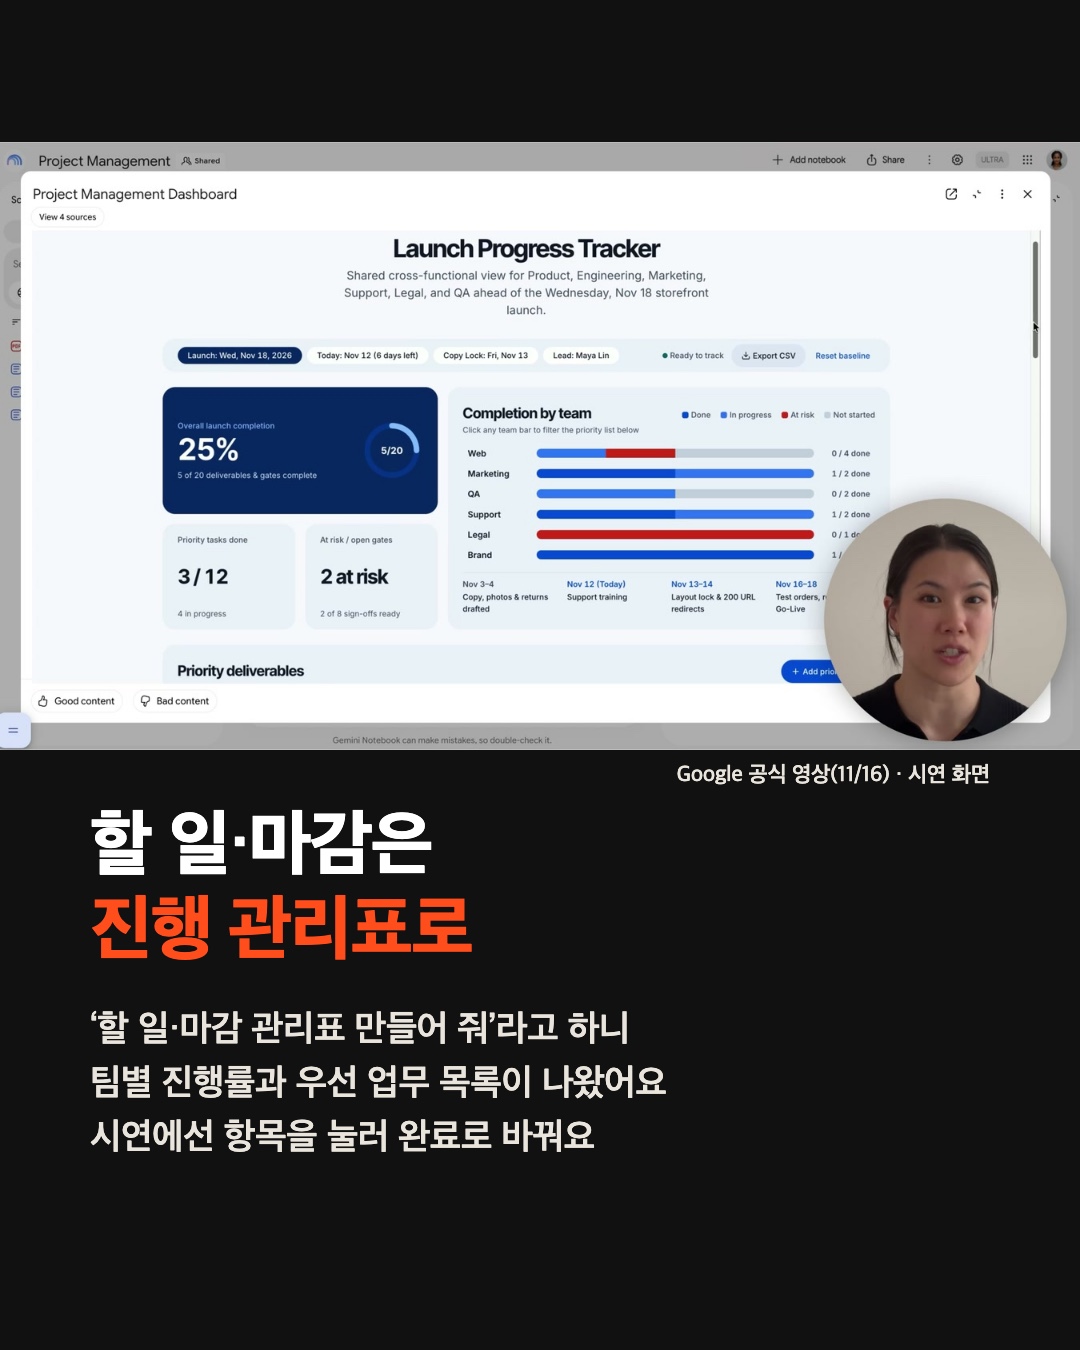 Project Management
Shared
Add notebook
Share
ULTRA
Project Management Dashboard
View 4 sources
Launch Progress Tracker
Shared cross-functional view for Product, Engineering, Marketing,
Support, Legal, and QA ahead of the Wednesday, Nov 18 storefront
launch.
Launch: Wed, Nov 18, 2026
Today: Nov 12 (6 days left)
Copy Lock: Fri, Nov 13
Lead: Maya Lin
Ready to track
Export CSV
Reset baseline
Overall launch completion
25%
5 of 20 deliverables & gates complete
5/20
Priority tasks done
3 / 12
4 in progress
At risk / open gates
2 at risk
2 of 8 sign-offs ready
Completion by team
Click any team bar to filter the priority list below
Done
In progress
At risk
Not started
Web
0 / 4 done
Marketing
1 / 2 done
QA
0 / 2 done
Support
1 / 2 done
Legal
0 / 1
Brand
1 /
Nov 3–4
Copy, photos & returns
drafted
Nov 12 (Today)
Support training
Nov 13–14
Layout lock & 200 URL
redirects
Nov 16–18
Test orders,
Go-Live
Priority deliverables
+ Add
Good content
Bad content
Gemini Notebook can make mistakes, so double-check it.
Google 공식 영상(11/16) · 시연 화면
할 일·마감은
진행 관리표로
‘할 일·마감 관리표 만들어 줘’라고 하니
팀별 진행률과 우선 업무 목록이 나왔어요
시연에선 항목을 눌러 완료로 바꿔요